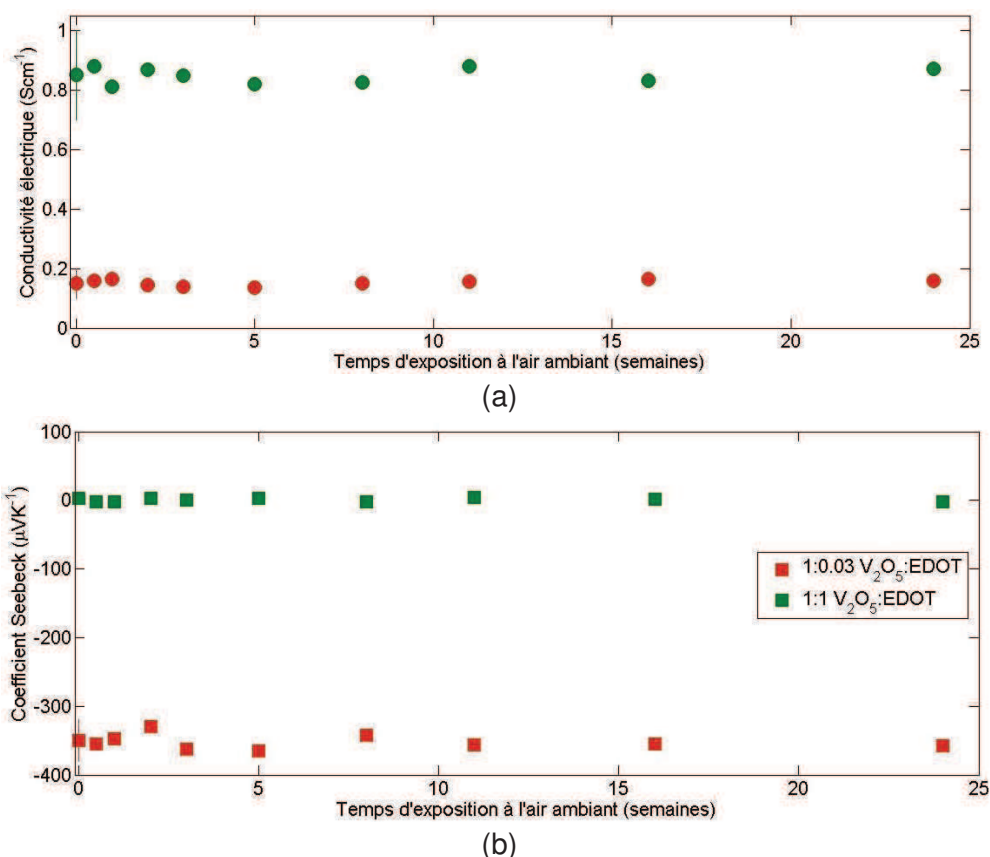 Conductivité électrique (Scm⁻¹)
1
0.8
0.6
0.4
0.2
0
0 5 10 15 20 25
Temps d'exposition à l'air ambiant (semaines)
(a)
Coefficient Seebeck (µVK⁻¹)
100
0
-100
-200
-300
-400
1:0.03 V₂O₅:EDOT
1:1 V₂O₅:EDOT
0 5 10 15 20 25
Temps d'exposition à l'air ambiant (semaines)
(b)